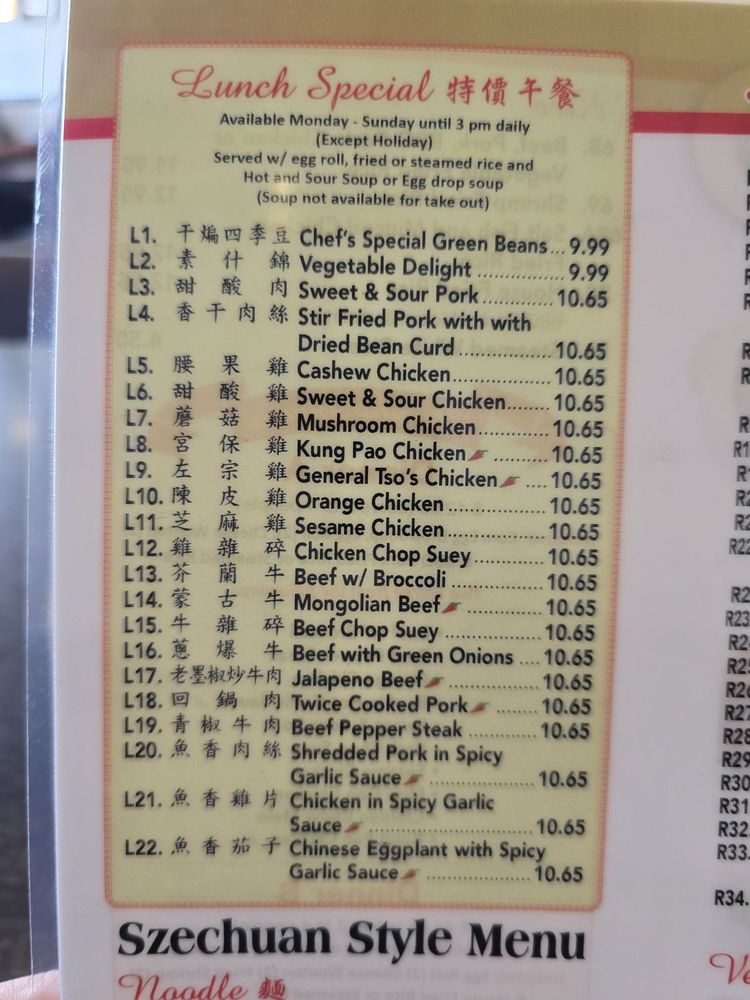 Lunch Special 特價午餐
Available Monday - Sunday until 3 pm daily
(Except Holiday)
Served w/ egg roll, fried or steamed rice and
Hot and Sour Soup or Egg drop soup
(Soup not available for take out)
L1. 干煸四季豆 Chef's Special Green Beans... 9.99
L2. 素什錦 Vegetable Delight ................ 9.99
L3. 甜酸肉 Sweet & Sour Pork ............. 10.65
L4. 香干肉絲 Stir Fried Pork with with
Dried Bean Curd ................. 10.65
L5. 腰果雞 Cashew Chicken .................. 10.65
L6. 甜酸雞 Sweet & Sour Chicken ....... 10.65
L7. 蘑菇雞 Mushroom Chicken ............. 10.65
L8. 宮保雞 Kung Pao Chicken .......... 10.65
L9. 左宗雞 General Tso's Chicken .... 10.65
L10. 陳皮雞 Orange Chicken ................. 10.65
L11. 芝麻雞 Sesame Chicken ................. 10.65
L12. 雞雜碎 Chicken Chop Suey ............ 10.65
L13. 芥蘭牛 Beef w/ Broccoli ................ 10.65
L14. 蒙古牛 Mongolian Beef ............... 10.65
L15. 牛雜碎 Beef Chop Suey ................. 10.65
L16. 蔥爆牛 Beef with Green Onions .... 10.65
L17. 老墨椒炒牛肉 Jalapeno Beef .................. 10.65
L18. 回鍋肉 Twice Cooked Pork .......... 10.65
L19. 青椒牛肉 Beef Pepper Steak ............. 10.65
L20. 魚香肉絲 Shredded Pork in Spicy
Garlic Sauce ...................... 10.65
L21. 魚香雞片 Chicken in Spicy Garlic
Sauce ................................ 10.65
L22. 魚香茄子 Chinese Eggplant with Spicy
Garlic Sauce ...................... 10.65
Szechuan Style Menu
Noodle 麵
R22
R23
R26
R27
R28
R29
R30
R31
R32.
R33.
R34.